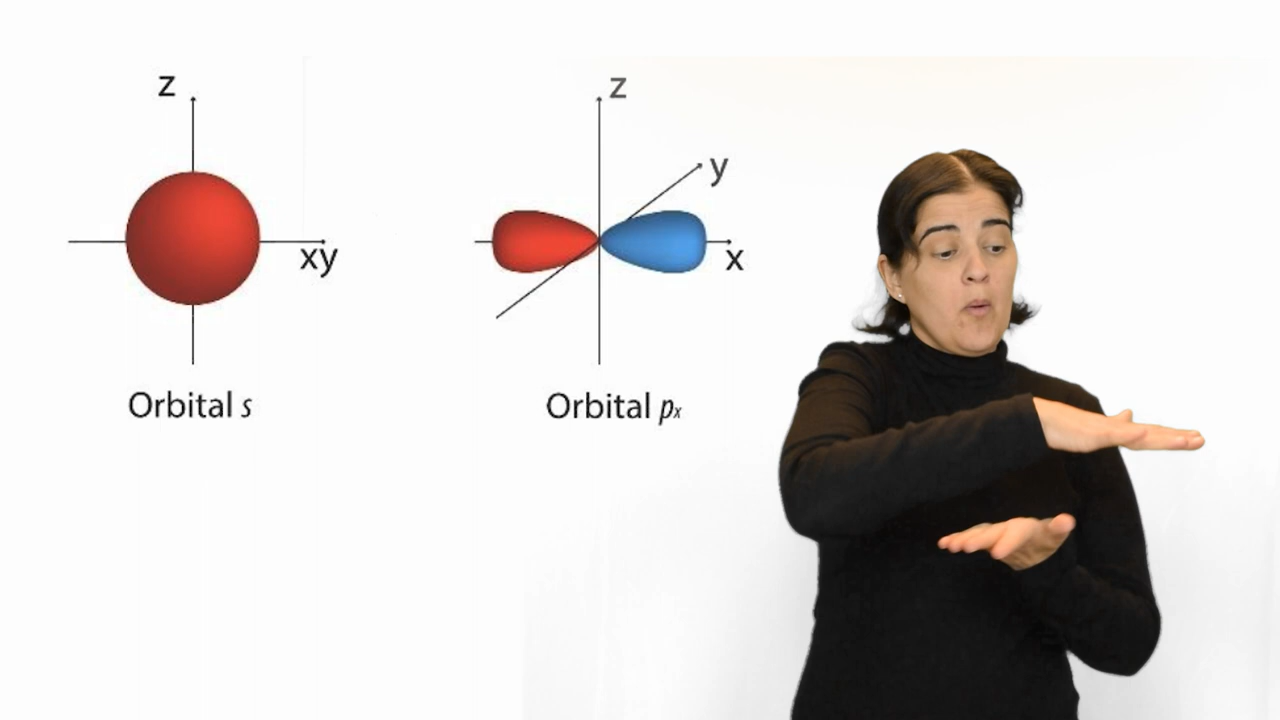 z
xy
Orbital s
z
y
x
Orbital pₓ